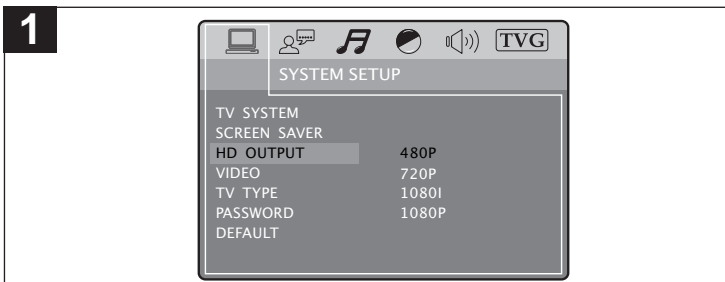 1
TVG
SYSTEM SETUP
TV SYSTEM
SCREEN SAVER
HD OUTPUT 480P
VIDEO 720P
TV TYPE 1080I
PASSWORD 1080P
DEFAULT